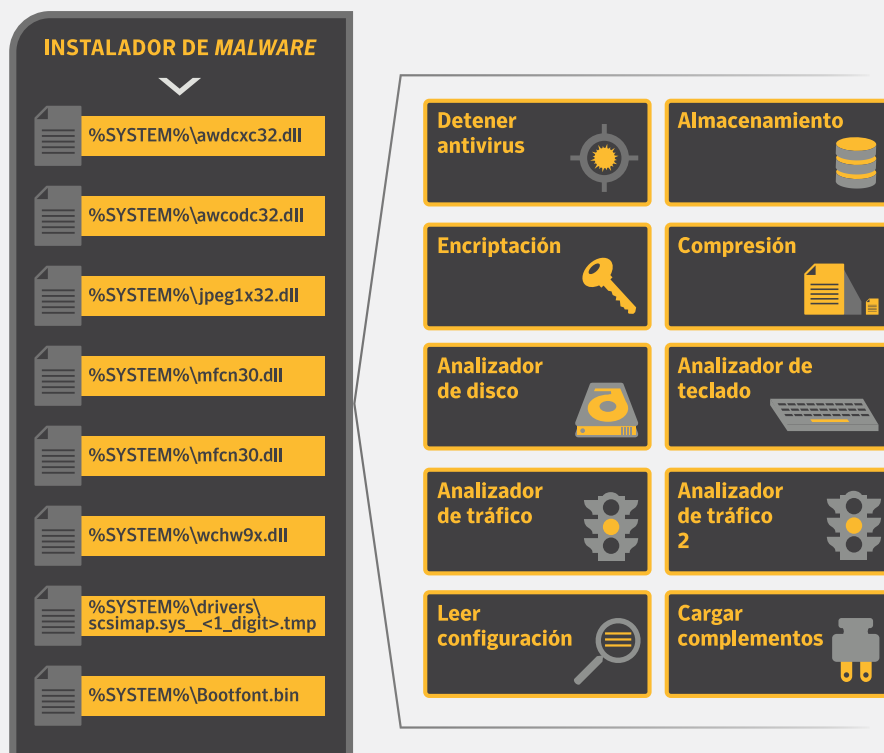 INSTALADOR DE MALWARE
%SYSTEM%\awdcxc32.dll
%SYSTEM%\awcodc32.dll
%SYSTEM%\jpeg1x32.dll
%SYSTEM%\mfcn30.dll
%SYSTEM%\mfcn30.dll
%SYSTEM%\wchw9x.dll
%SYSTEM%\drivers\
scsimap.sys__<1_digit>.tmp
%SYSTEM%\Bootfont.bin
Detener
antivirus
Almacenamiento
Encriptación
Compresión
Analizador
de disco
Analizador de
teclado
Analizador
de tráfico
Analizador
de tráfico
2
Leer
configuración
Cargar
complementos